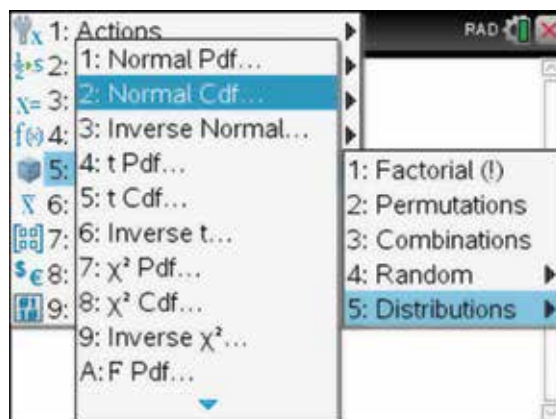 1: Actions
RAD
2:
3:
4:
5:
6:
7:
8:
9:
1: Normal Pdf...
2: Normal Cdf...
3: Inverse Normal...
4: t Pdf...
5: t Cdf...
6: Inverse t...
7: χ² Pdf...
8: χ² Cdf...
9: Inverse χ²...
A: F Pdf...
1: Factorial (!)
2: Permutations
3: Combinations
4: Random
5: Distributions